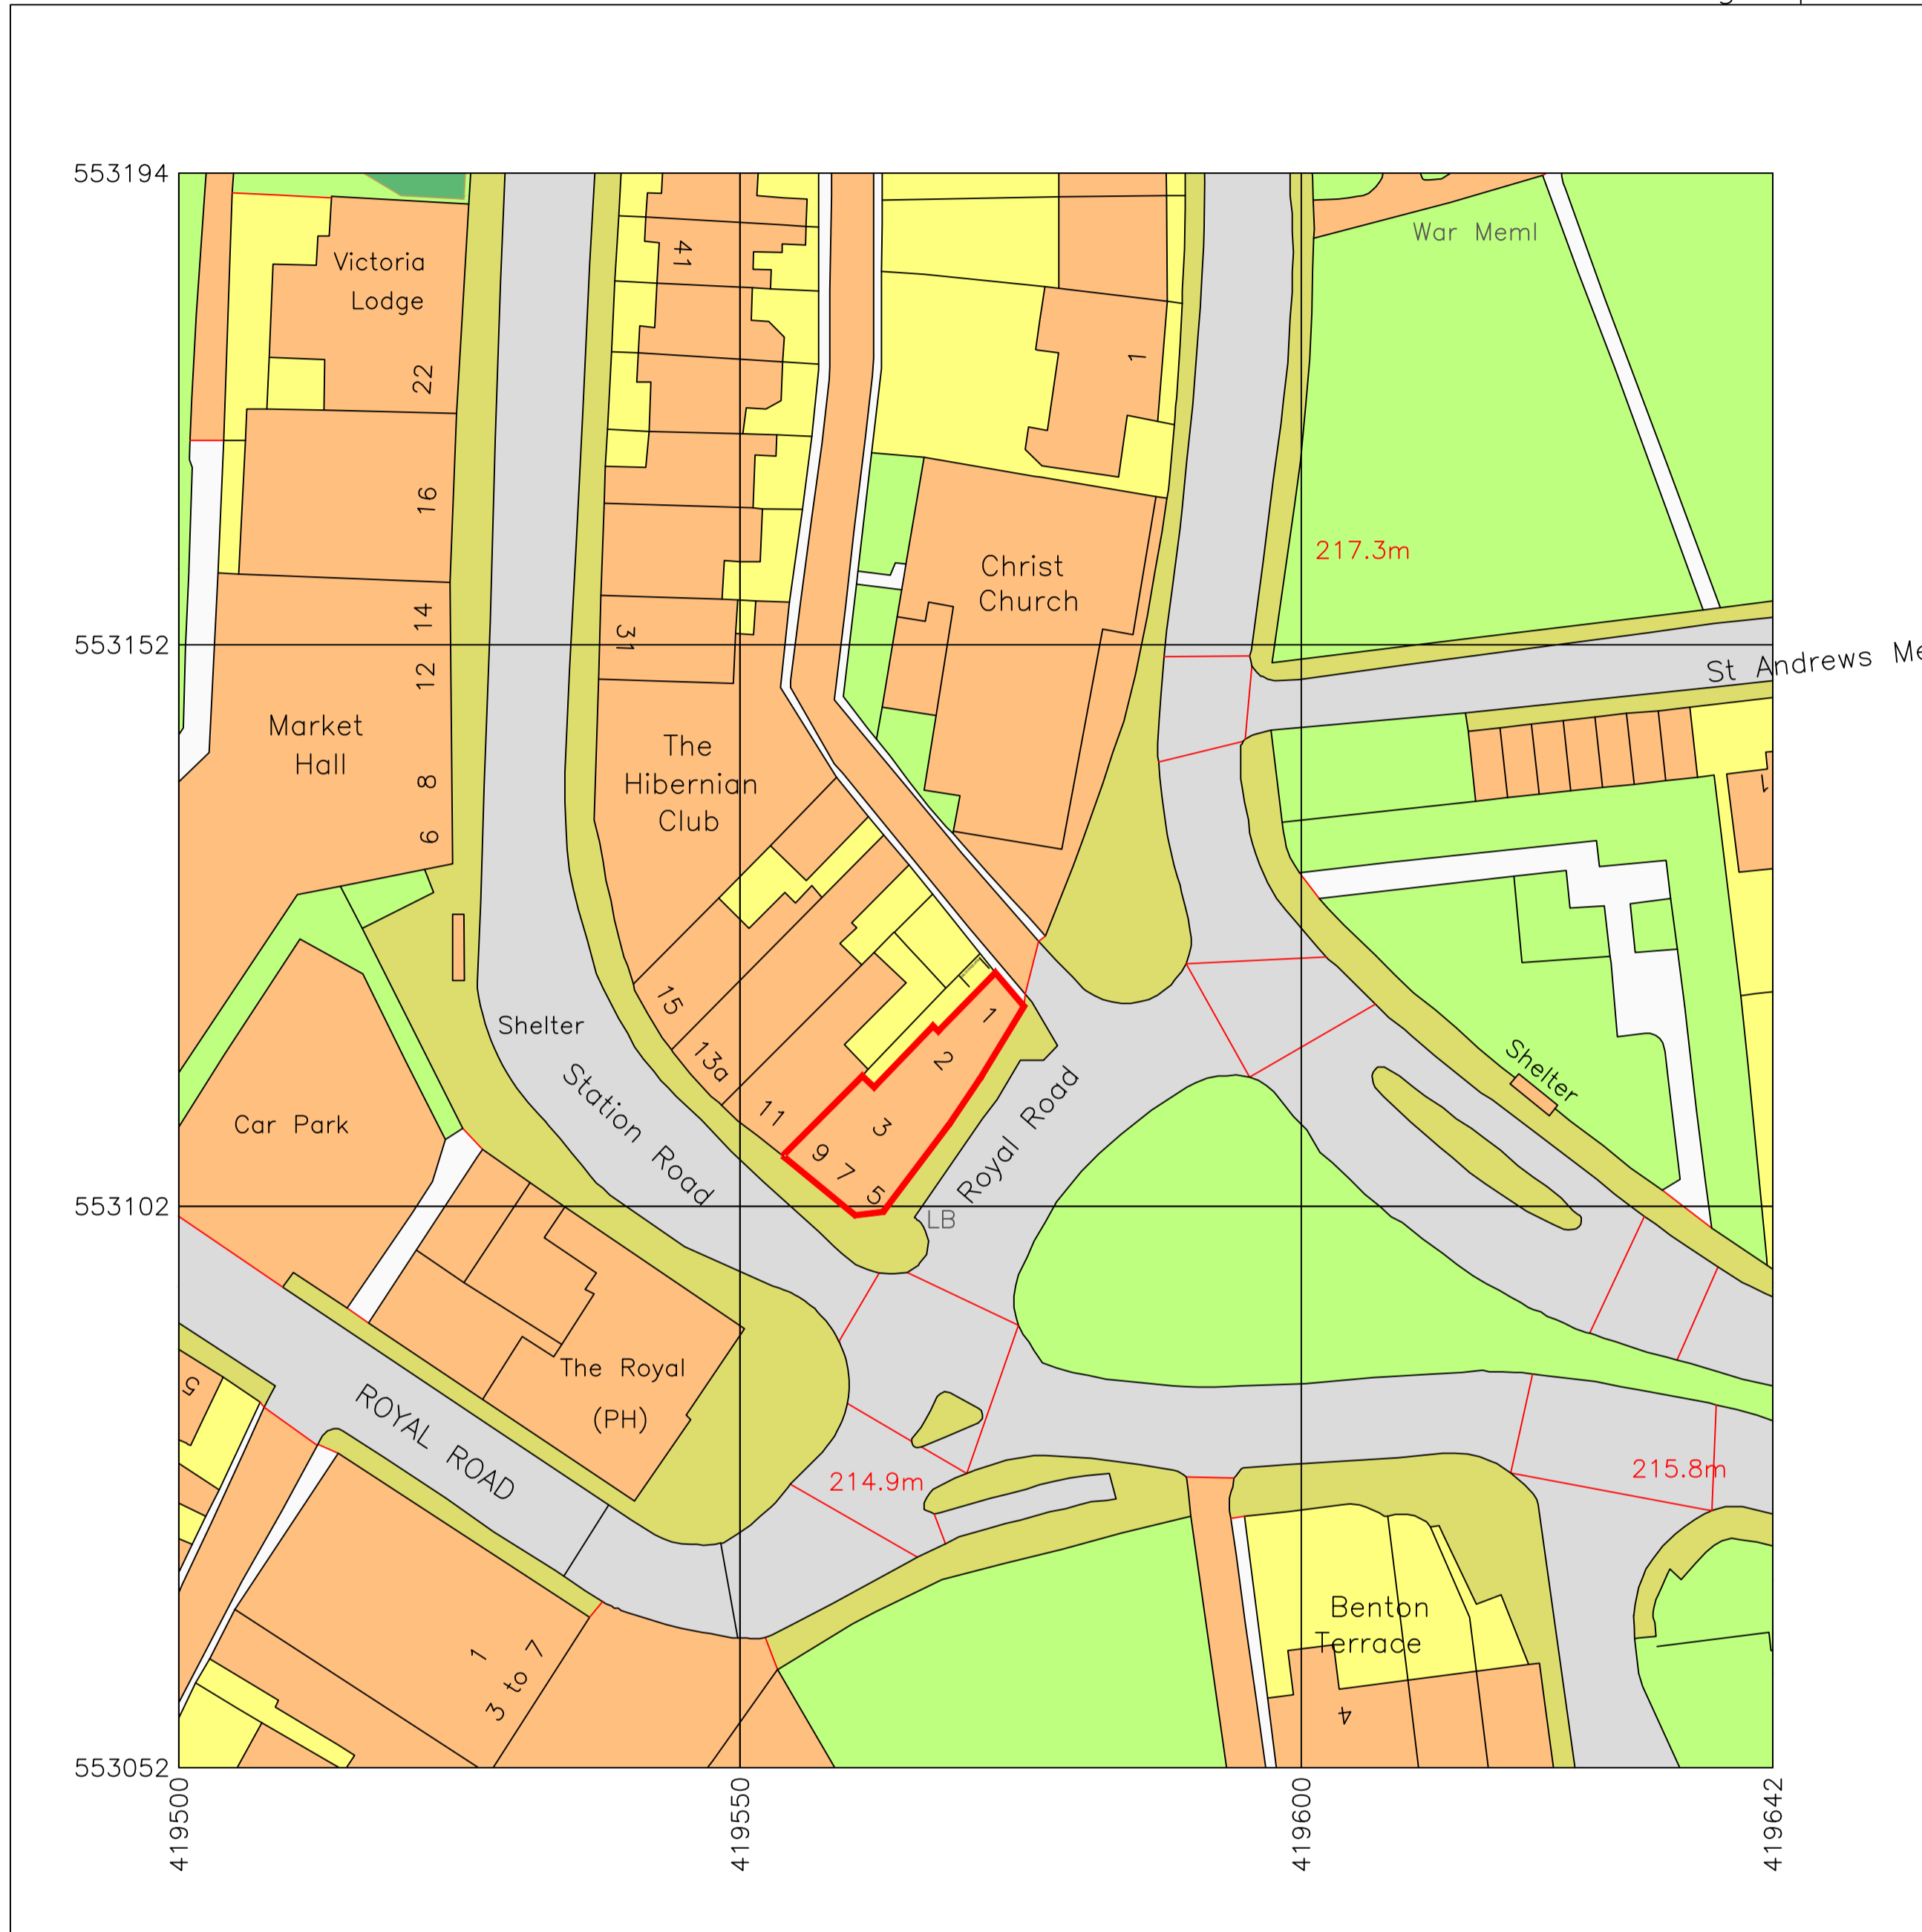 553194
War Meml
41
Victoria
Lodge
1
22
16
217.3m
Christ
Church
14
31
553152
12
St Andrews Me
Market
Hall
The
Hibernian
Club
8
6
1
15
Shelter
1
13a
2
Shelter
Station Road
Royal Road
11
3
Car Park
9
7
5
553102
LB
The Royal
(PH)
5
ROYAL ROAD
214.9m
215.8m
Benton
Terrace
1
3 to 7
4
553052
419500
419550
419600
419642